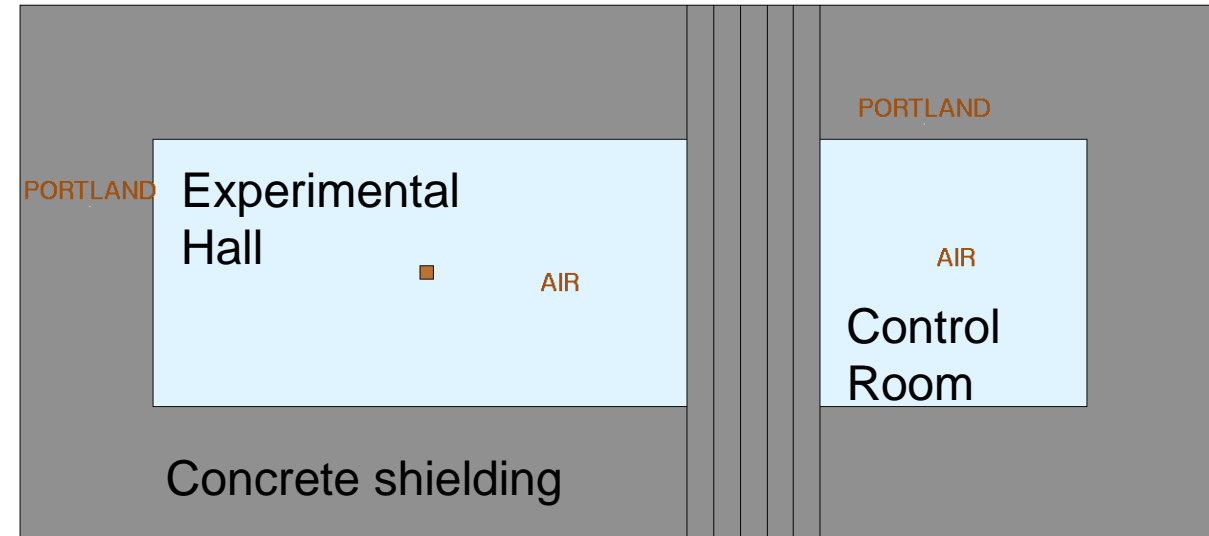 PORTLAND
PORTLAND
Experimental
Hall
AIR
AIR
Control
Room
Concrete shielding